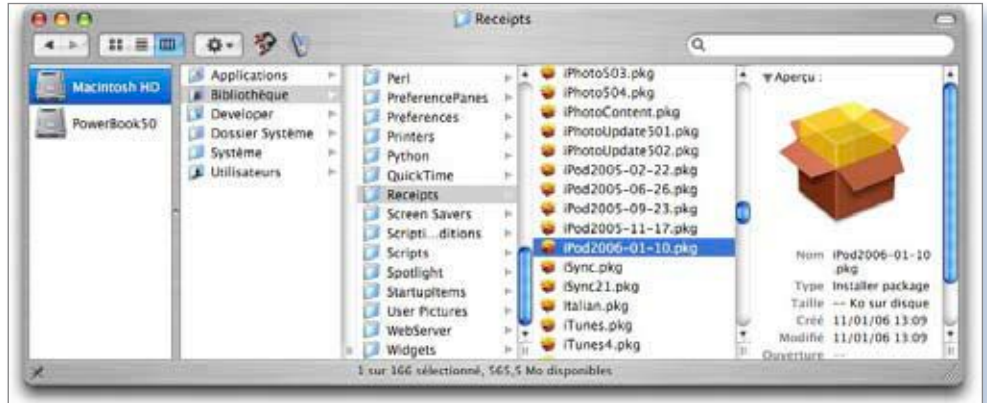 Receipts
Macintosh HD
PowerBook50
Applications
Bibliothèque
Developer
Dossier Système
Système
Utilisateurs
Perl
PreferencePanes
Preferences
Printers
Python
QuickTime
Receipts
Screen Savers
Scripti...ditions
Scripts
Spotlight
StartupItems
User Pictures
WebServer
Widgets
iPhoto503.pkg
iPhoto504.pkg
iPhotoContent.pkg
iPhotoUpdate501.pkg
iPhotoUpdate502.pkg
iPod2005-02-22.pkg
iPod2005-06-26.pkg
iPod2005-09-23.pkg
iPod2005-11-17.pkg
iPod2006-01-10.pkg
iSync.pkg
iSync21.pkg
Italian.pkg
iTunes.pkg
iTunes4.pkg
Aperçu :
Nom iPod2006-01-10
.pkg
Type Installer package
Taille -- Ko sur disque
Créé 11/01/06 13:09
Modifié 11/01/06 13:09
Ouverture --
1 sur 166 sélectionné, 565,5 Mo disponibles